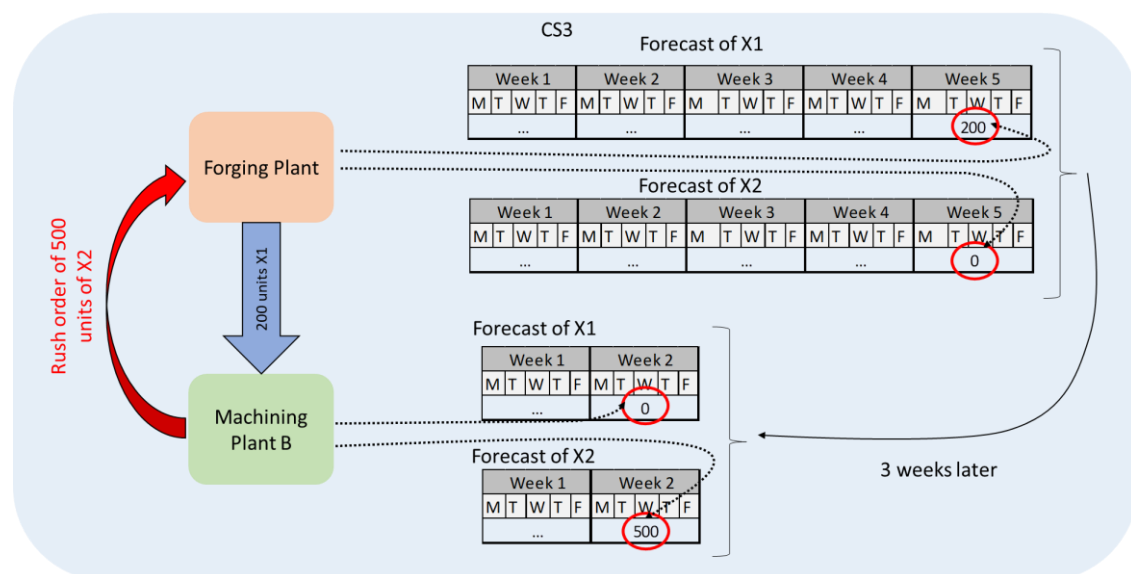 CS3
Forecast of X1
Week 1 Week 2 Week 3 Week 4 Week 5
M T W T F M T W T F M T W T F M T W T F M T W T F
... ... ... ... 200
Forging Plant
Forecast of X2
Week 1 Week 2 Week 3 Week 4 Week 5
M T W T F M T W T F M T W T F M T W T F M T W T F
... ... ... ... 0
Rush order of 500
units of X2
200 units X1
Forecast of X1
Week 1 Week 2
M T W T F M T W T F
... 0
Machining
Plant B
Forecast of X2
Week 1 Week 2
M T W T F M T W T F
... 500
3 weeks later